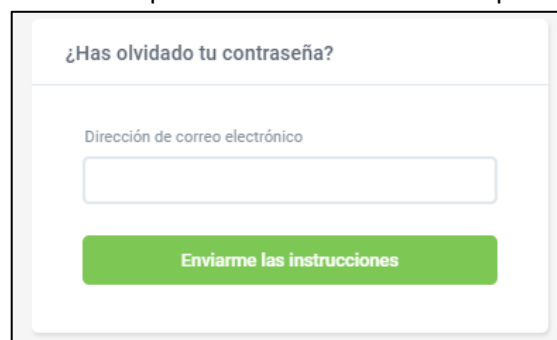 ¿Has olvidado tu contraseña?
Dirección de correo electrónico
Enviarme las instrucciones